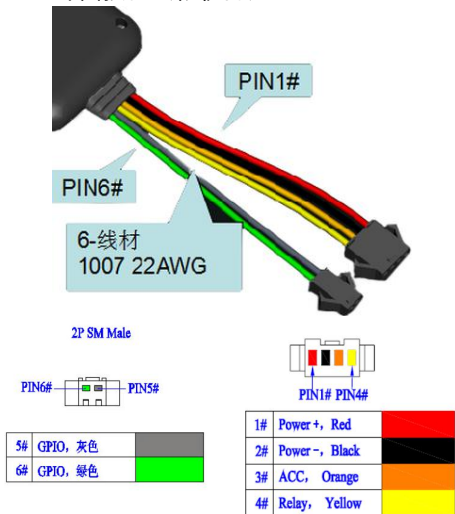 PIN1#
PIN6#
6-线材
1007 22AWG
2P SM Male
PIN6#
PIN5#
PIN1# PIN4#
5# GPIO, 灰色
6# GPIO, 绿色
1# Power+, Red
2# Power-, Black
3# ACC, Orange
4# Relay, Yellow